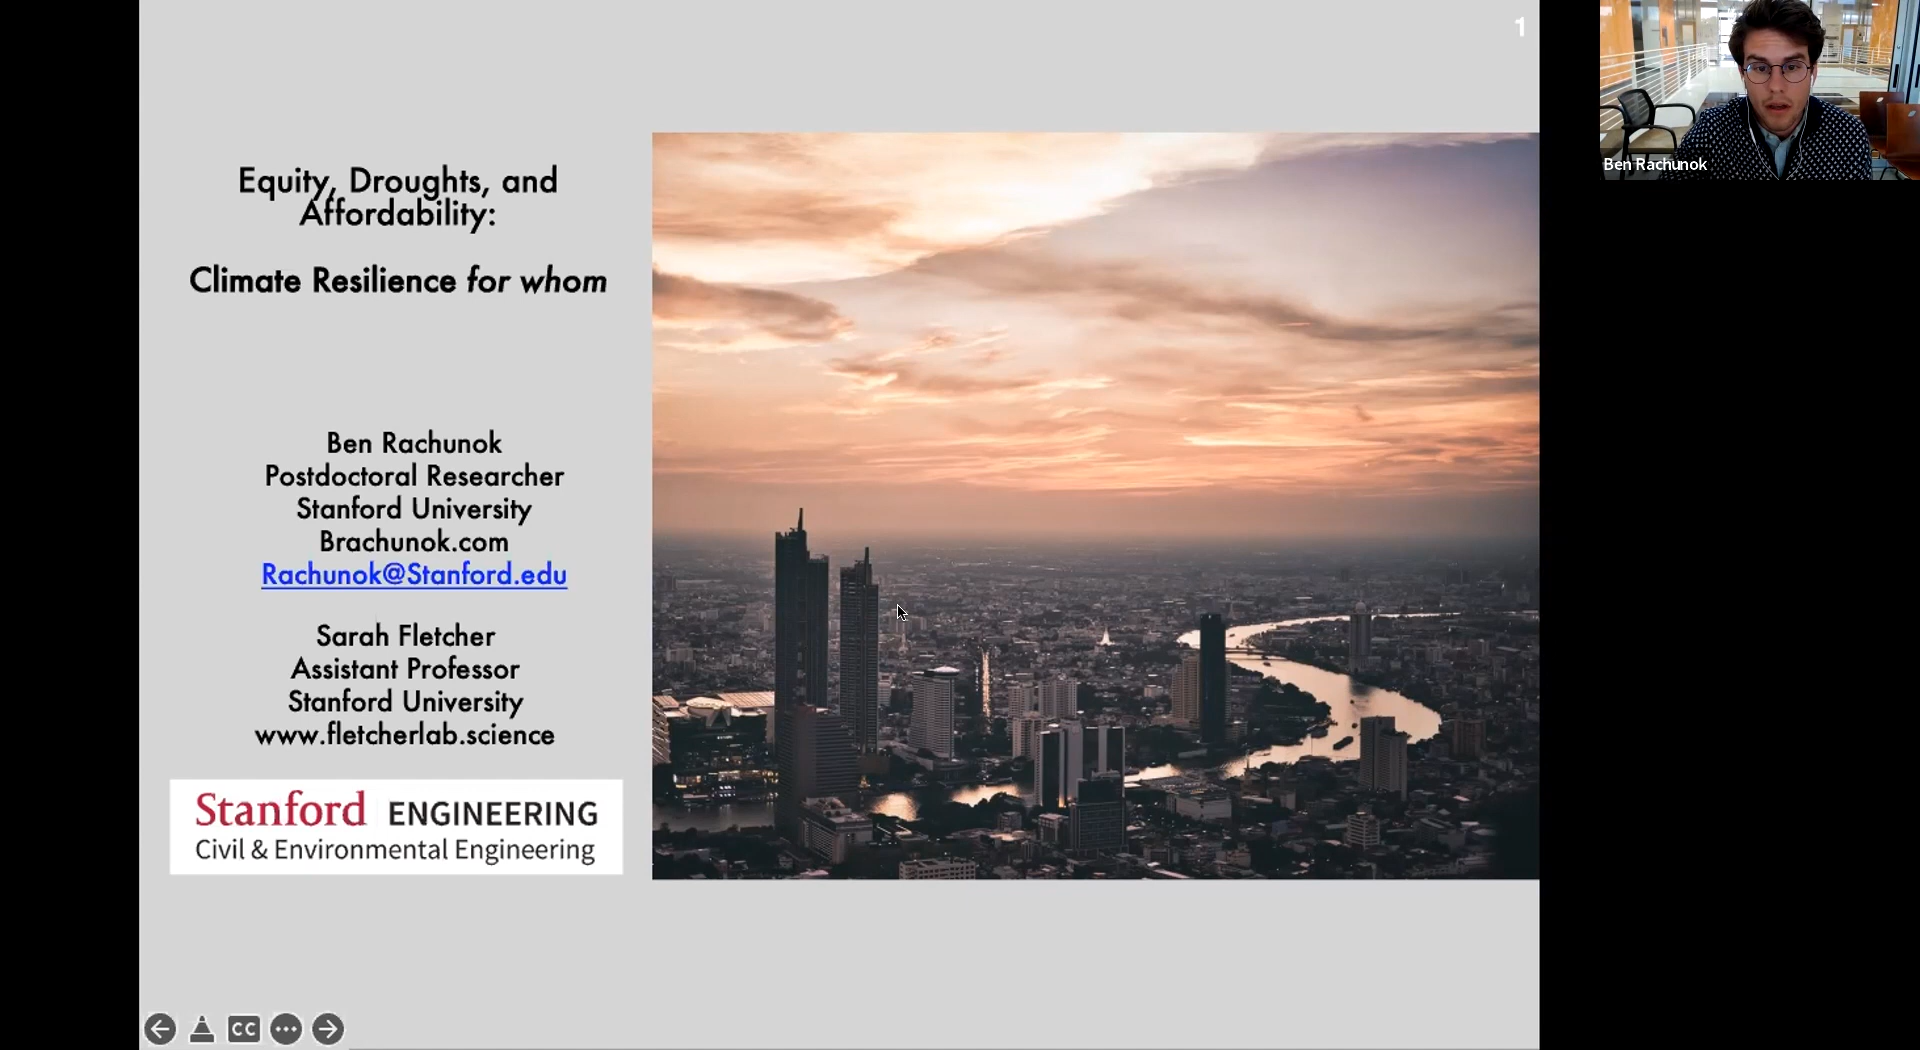 1
Equity, Droughts, and
Affordability:
Climate Resilience for whom
Ben Rachunok
Postdoctoral Researcher
Stanford University
Brachunok.com
Rachunok@Stanford.edu
Sarah Fletcher
Assistant Professor
Stanford University
www.fletcherlab.science
Stanford ENGINEERING
Civil & Environmental Engineering
CC
Ben Rachunok